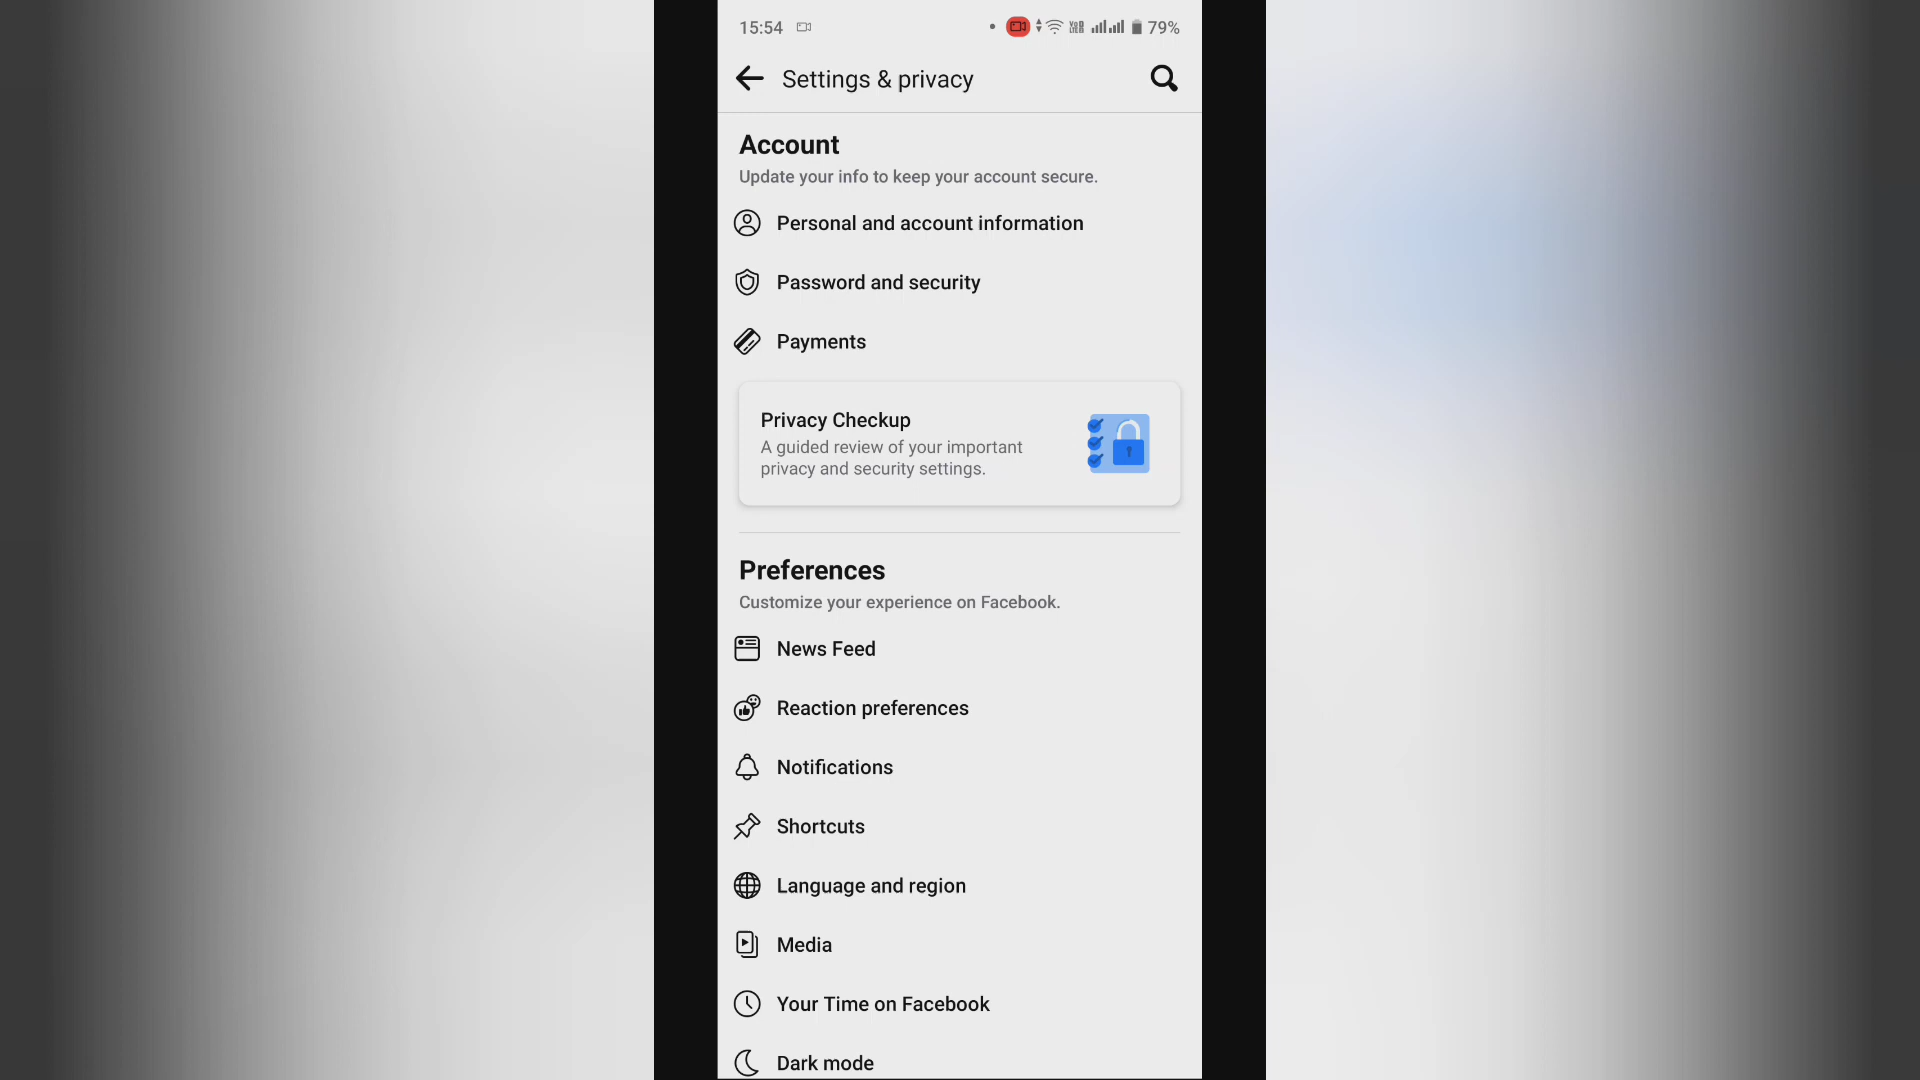 15:54 79%
Settings & privacy
Account
Update your info to keep your account secure.
Personal and account information
Password and security
Payments
Privacy Checkup
A guided review of your important
privacy and security settings.
Preferences
Customize your experience on Facebook.
News Feed
Reaction preferences
Notifications
Shortcuts
Language and region
Media
Your Time on Facebook
Dark mode